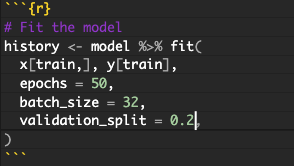 ```{r}
# Fit the model
history <- model %>% fit(
  x[train,], y[train],
  epochs = 50,
  batch_size = 32,
  validation_split = 0.2,
)
```